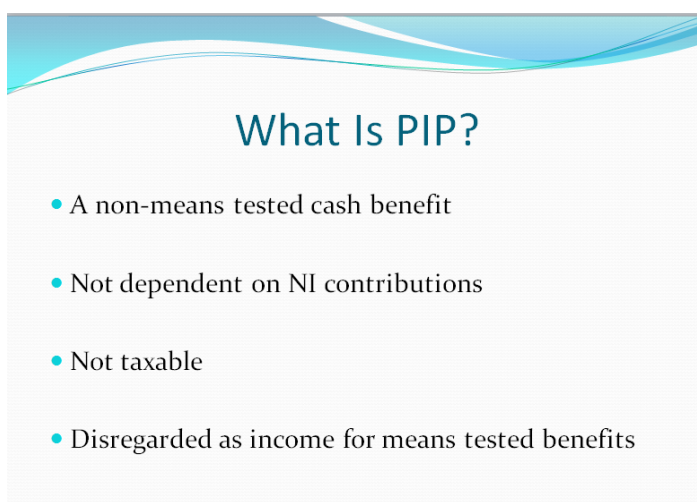 What Is PIP?
• A non-means tested cash benefit
• Not dependent on NI contributions
• Not taxable
• Disregarded as income for means tested benefits